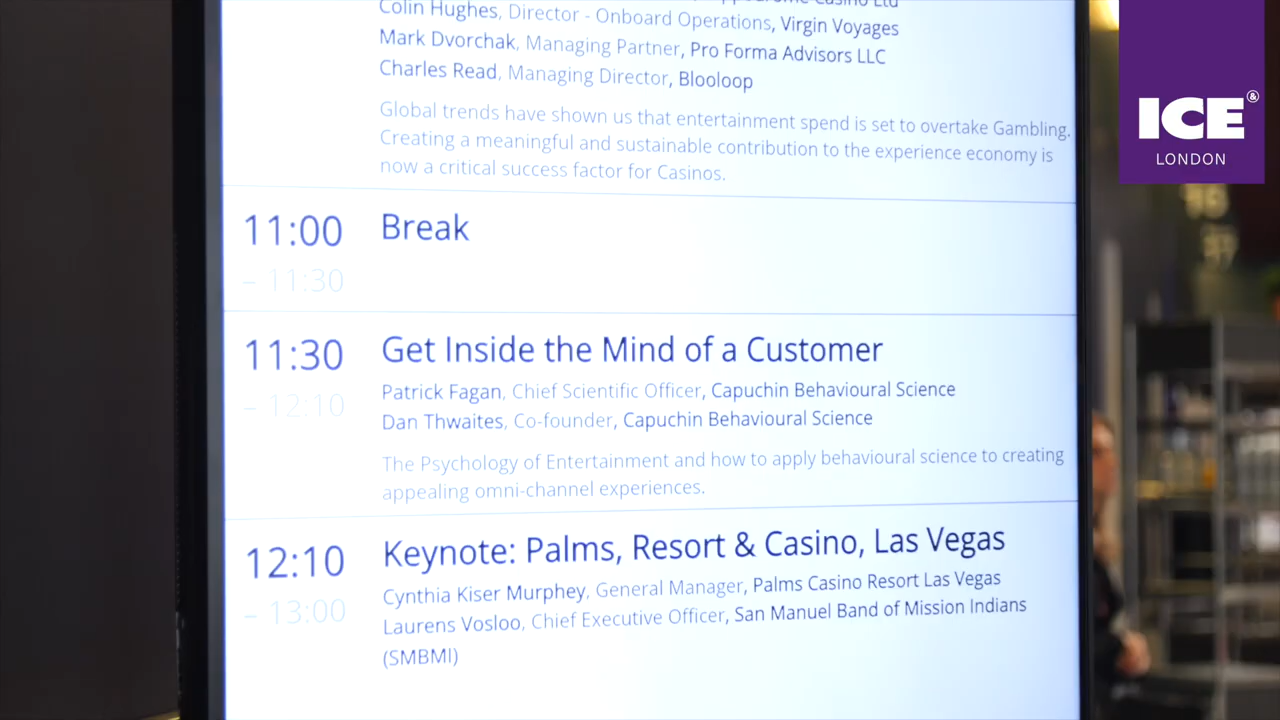 Casino Ltd
Colin Hughes, Director - Onboard Operations, Virgin Voyages
Mark Dvorchak, Managing Partner, Pro Forma Advisors LLC
Charles Read, Managing Director, Blooloop
Global trends have shown us that entertainment spend is set to overtake Gambling.
Creating a meaningful and sustainable contribution to the experience economy is
now a critical success factor for Casinos.
11:00
– 11:30
Break
11:30
– 12:10
Get Inside the Mind of a Customer
Patrick Fagan, Chief Scientific Officer, Capuchin Behavioural Science
Dan Thwaites, Co-founder, Capuchin Behavioural Science
The Psychology of Entertainment and how to apply behavioural science to creating
appealing omni-channel experiences.
12:10
– 13:00
Keynote: Palms, Resort & Casino, Las Vegas
Cynthia Kiser Murphey, General Manager, Palms Casino Resort Las Vegas
Laurens Vosloo, Chief Executive Officer, San Manuel Band of Mission Indians
(SMBMI)
ICE
LONDON